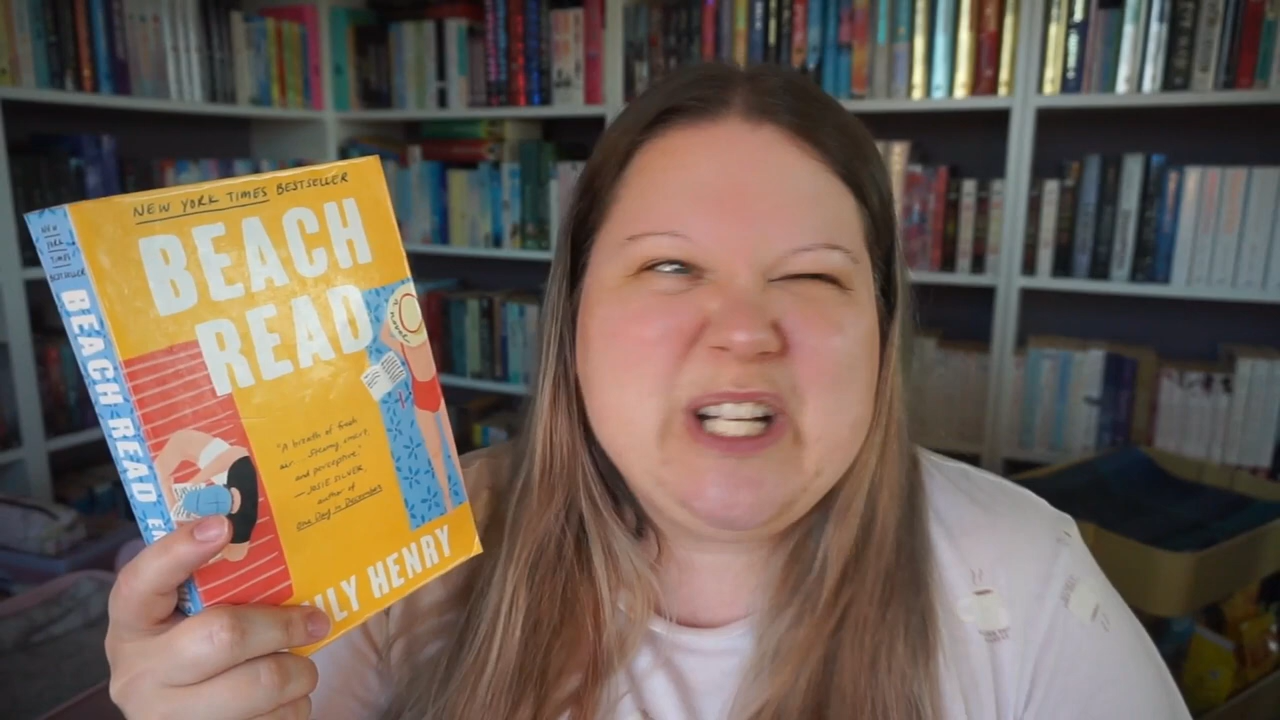 NEW YORK TIMES BESTSELLER
BEACH
READ
a novel
"A breath of fresh
air... Steamy, smart,
and perceptive."
— JOSIE SILVER,
author of
One Day in December
ILY HENRY
NEW
YORK
TIMES
BESTSELLER
BEACH READ